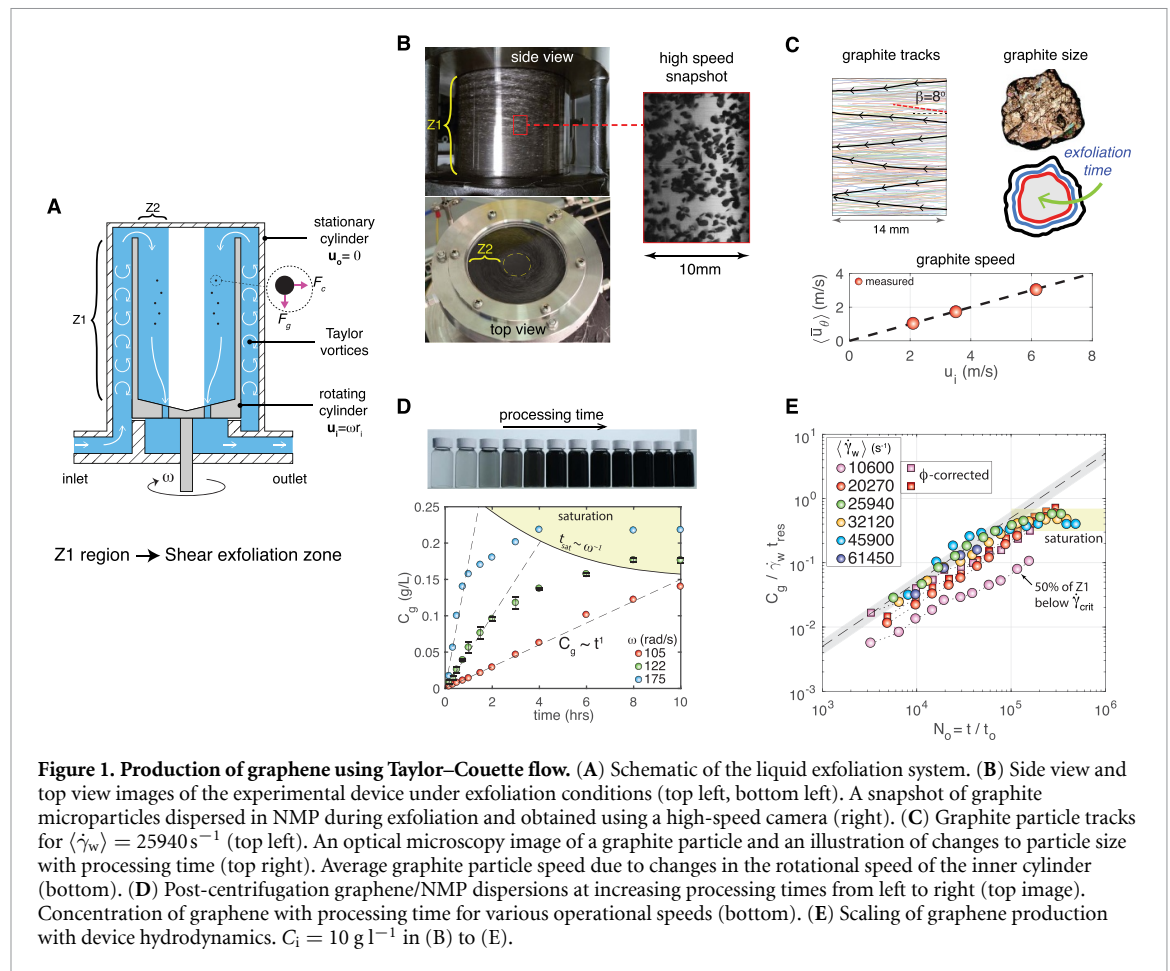 A
Z2
Z1
stationary
cylinder
u₀= 0
F_c
F_g
Taylor
vortices
rotating
cylinder
u_i=ωr_i
inlet
ω
outlet
Z1 region → Shear exfoliation zone
B
side view
Z1
Z2
top view
high speed
snapshot
10mm
C
graphite tracks
β=8°
14 mm
graphite size
exfoliation
time
graphite speed
measured
⟨ū_θ⟩ (m/s)
4
2
0
0 2 4 6 8
u_i (m/s)
D
processing time
0.25
0.2
0.15
0.1
0.05
0
C_g (g/L)
saturation
t_sat ~ ω⁻¹
C_g ~ t¹
ω (rad/s)
105
122
175
0 2 4 6 8 10
time (hrs)
E
⟨γ̇_w⟩ (s⁻¹)
10600
20270
25940
32120
45900
61450
ϕ-corrected
saturation
50% of Z1
below γ̇_crit
C_g / γ̇_w t_res
10¹
10⁰
10⁻¹
10⁻²
10⁻³
10³ 10⁴ 10⁵ 10⁶
N_o = t / t_o
Figure 1. Production of graphene using Taylor–Couette flow. (A) Schematic of the liquid exfoliation system. (B) Side view and
top view images of the experimental device under exfoliation conditions (top left, bottom left). A snapshot of graphite
microparticles dispersed in NMP during exfoliation and obtained using a high-speed camera (right). (C) Graphite particle tracks
for ⟨γ̇_w⟩ = 25940 s⁻¹ (top left). An optical microscopy image of a graphite particle and an illustration of changes to particle size
with processing time (top right). Average graphite particle speed due to changes in the rotational speed of the inner cylinder
(bottom). (D) Post-centrifugation graphene/NMP dispersions at increasing processing times from left to right (top image).
Concentration of graphene with processing time for various operational speeds (bottom). (E) Scaling of graphene production
with device hydrodynamics. C_i = 10 g l⁻¹ in (B) to (E).